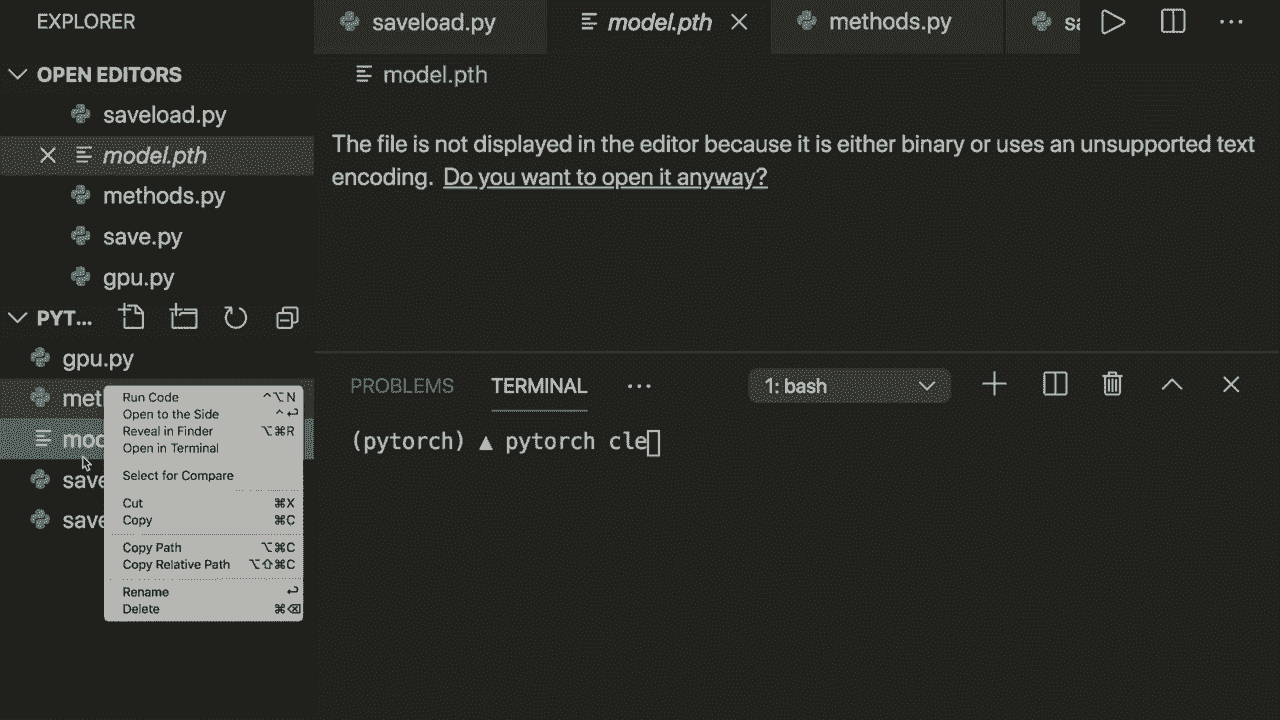 EXPLORER
OPEN EDITORS
saveload.py
model.pth
methods.py
save.py
gpu.py
PYT...
gpu.py
met
mod
save
save
Run Code ^⌥N
Open to the Side ^↩
Reveal in Finder ⌥⌘R
Open in Terminal
Select for Compare
Cut ⌘X
Copy ⌘C
Copy Path ⌥⌘C
Copy Relative Path ⌥⇧⌘C
Rename ↩
Delete ⌘⌫
saveload.py model.pth methods.py sa
model.pth
The file is not displayed in the editor because it is either binary or uses an unsupported text
encoding. Do you want to open it anyway?
PROBLEMS TERMINAL ... 1: bash
(pytorch) ▲ pytorch cle